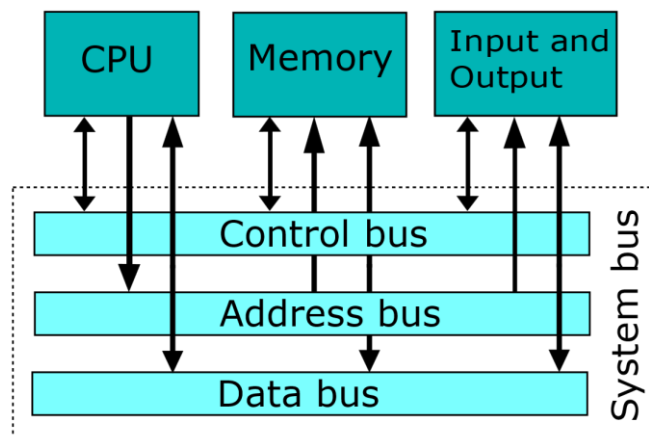 CPU
Memory
Input and
Output
Control bus
Address bus
Data bus
System bus